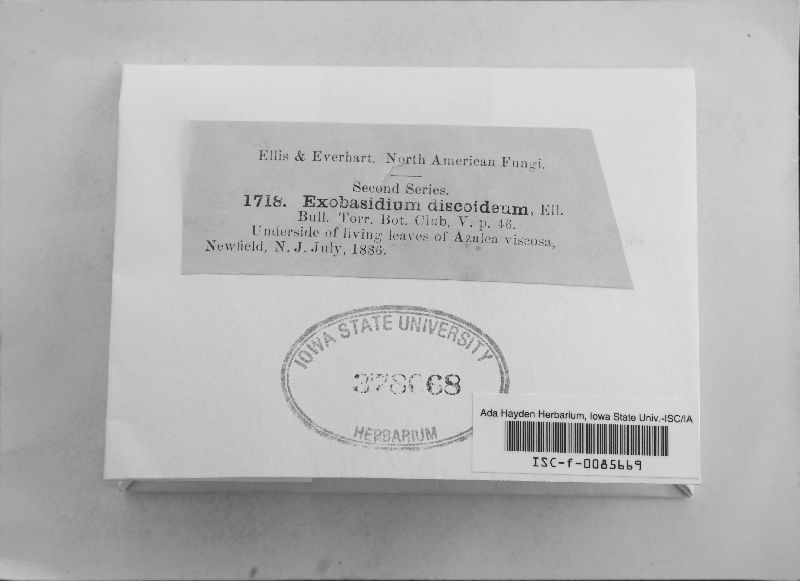 Ellis & Everhart. North American Fungi.
Second Series.
1718. Exobasidium discoideum, Ell.
Bull. Torr. Bot. Club, V. p. 46.
Underside of living leaves of Azalea viscosa,
Newfield, N. J. July, 1886.
IOWA STATE UNIVERSITY
HERBARIUM
Ada Hayden Herbarium, Iowa State Univ.-ISC/IA
ISC-f-0085669